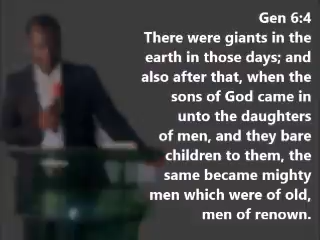 Gen 6:4
There were giants in the
earth in those days; and
also after that, when the
sons of God came in
unto the daughters
of men, and they bare
children to them, the
same became mighty
men which were of old,
men of renown.